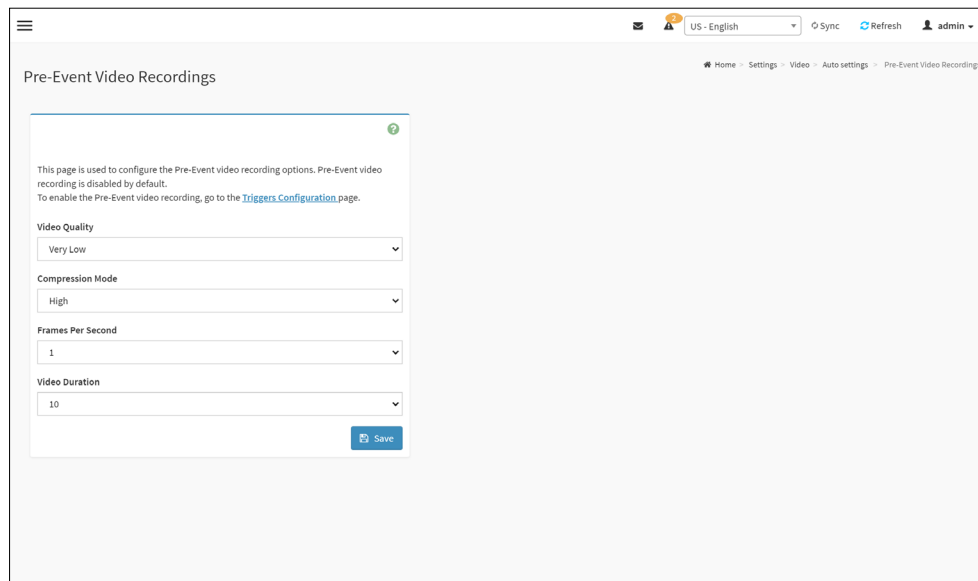 2
US - English
Sync
Refresh
admin
Pre-Event Video Recordings
Home > Settings > Video > Auto settings > Pre-Event Video Recordings
?
This page is used to configure the Pre-Event video recording options. Pre-Event video
recording is disabled by default.
To enable the Pre-Event video recording, go to the Triggers Configuration page.
Video Quality
Very Low
Compression Mode
High
Frames Per Second
1
Video Duration
10
Save